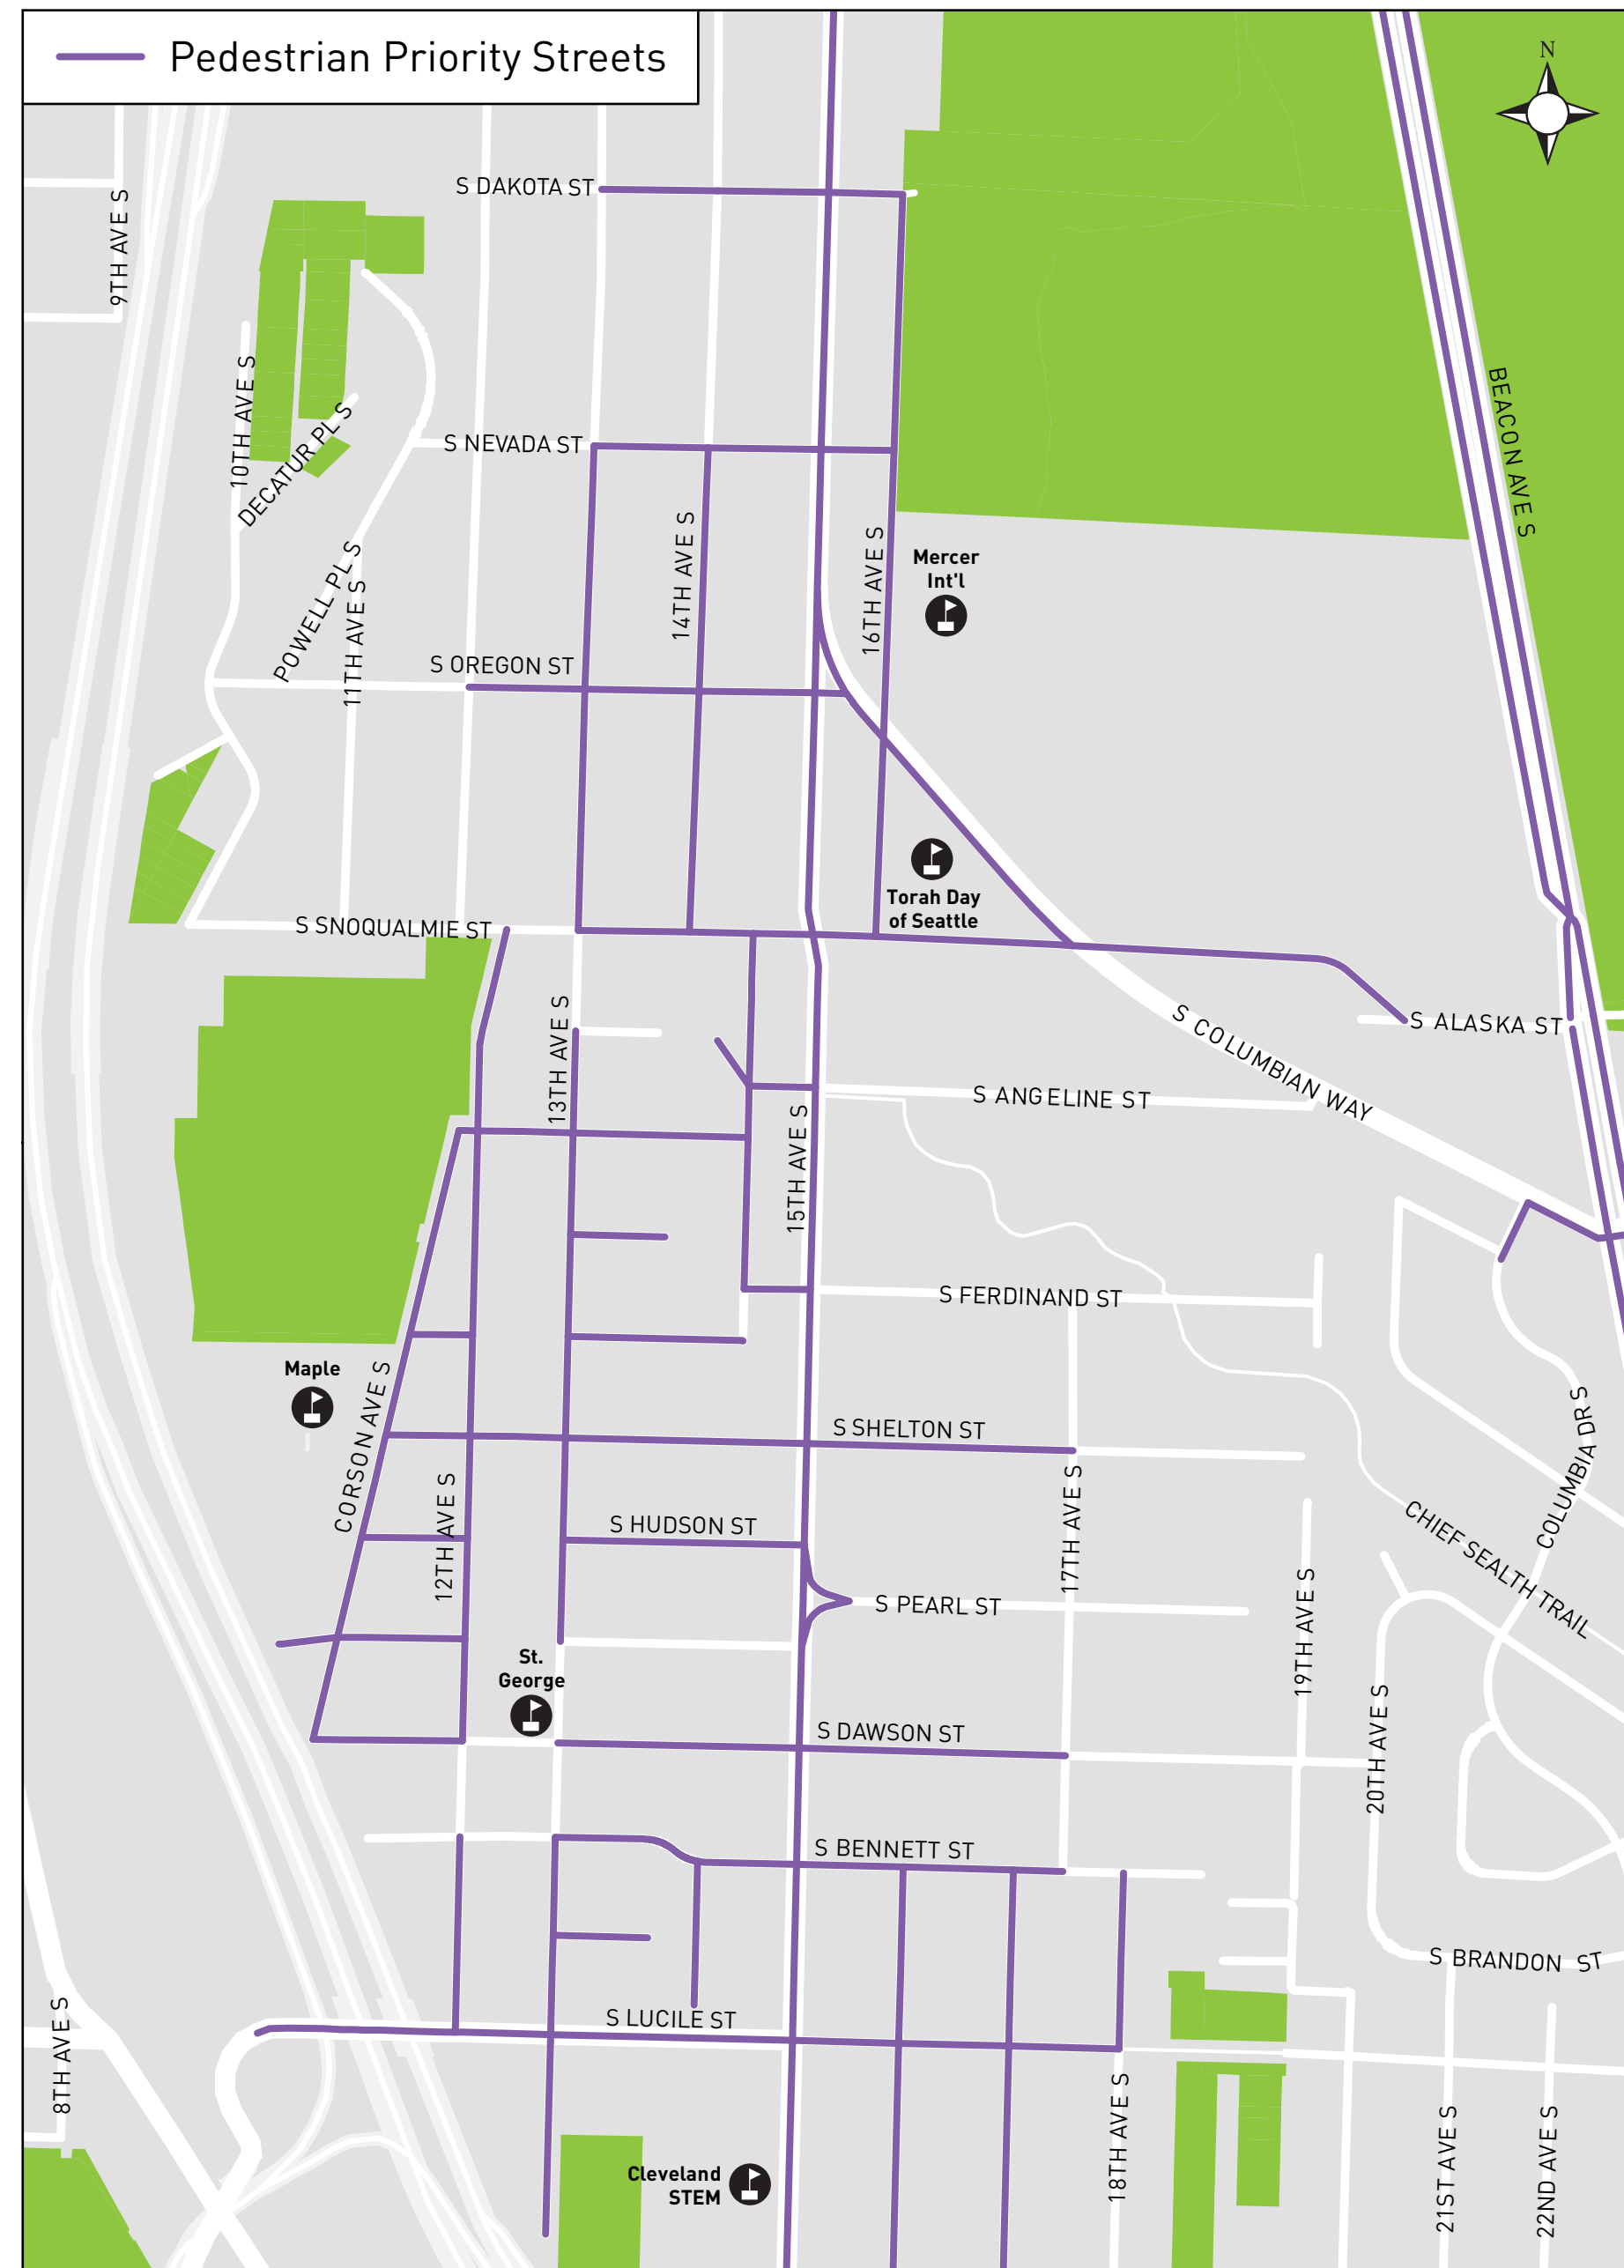 Pedestrian Priority Streets
N
S DAKOTA ST
9TH AVE S
10TH AVE S
DECATUR PL S
S NEVADA ST
BEACON AVE S
POWELL PL S
11TH AVE S
14TH AVE S
16TH AVE S
Mercer
Int'l
S OREGON ST
Torah Day
of Seattle
S SNOQUALMIE ST
13TH AVE S
S COLUMBIAN WAY
S ALASKA ST
S ANGELINE ST
15TH AVE S
S FERDINAND ST
Maple
CORSON AVE S
S SHELTON ST
COLUMBIA DR S
12TH AVE S
S HUDSON ST
17TH AVE S
CHIEF SEALTH TRAIL
S PEARL ST
19TH AVE S
St.
George
S DAWSON ST
20TH AVE S
S BENNETT ST
S BRANDON ST
8TH AVE S
S LUCILE ST
18TH AVE S
21ST AVE S
22ND AVE S
Cleveland
STEM